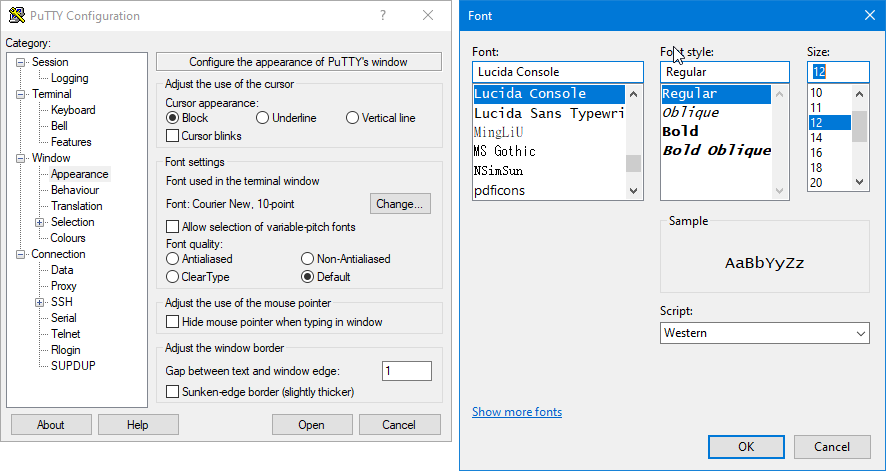 PuTTY Configuration
Category:
Session
Logging
Terminal
Keyboard
Bell
Features
Window
Appearance
Behaviour
Translation
Selection
Colours
Connection
Data
Proxy
SSH
Serial
Telnet
Rlogin
SUPDUP
Configure the appearance of PuTTY's window
Adjust the use of the cursor
Cursor appearance:
Block
Underline
Vertical line
Cursor blinks
Font settings
Font used in the terminal window
Font: Courier New, 10-point
Change...
Allow selection of variable-pitch fonts
Font quality:
Antialiased
Non-Antialiased
ClearType
Default
Adjust the use of the mouse pointer
Hide mouse pointer when typing in window
Adjust the window border
Gap between text and window edge:
1
Sunken-edge border (slightly thicker)
About
Help
Open
Cancel
Font
Font:
Lucida Console
Lucida Console
Lucida Sans Typewri
MingLiU
MS Gothic
NSimSun
pdficons
Font style:
Regular
Regular
Oblique
Bold
Bold Oblique
Size:
12
10
11
12
14
16
18
20
Sample
AaBbYyZz
Script:
Western
Show more fonts
OK
Cancel